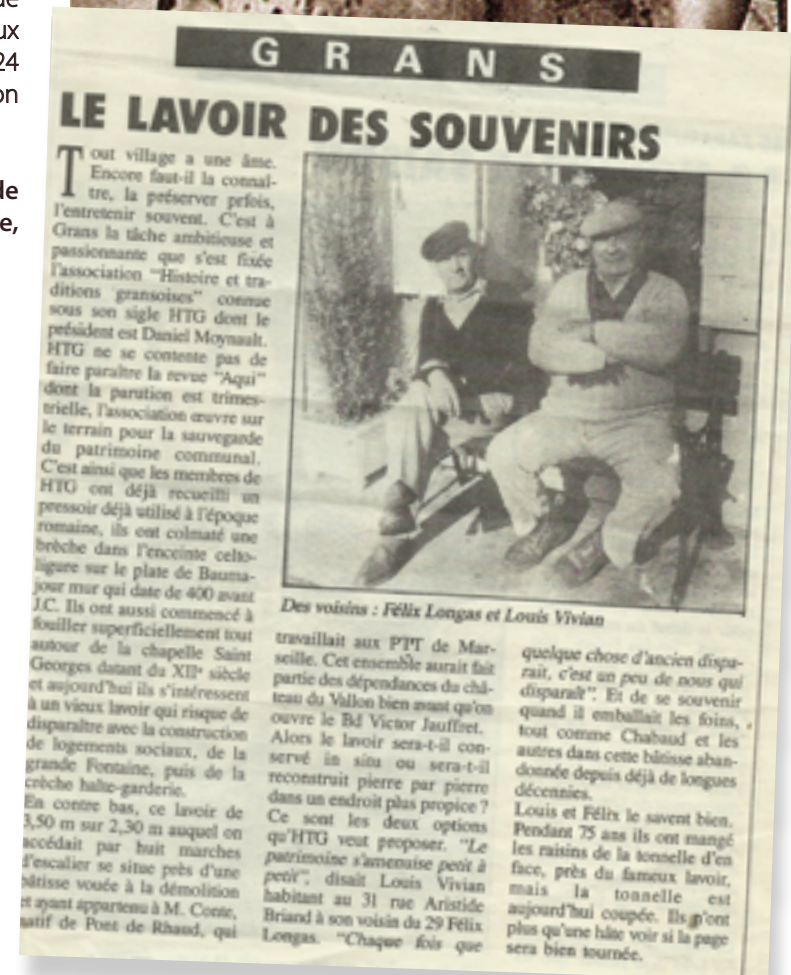 de
ux
24
on
de
e,
GRANS
LE LAVOIR DES SOUVENIRS
Tout village a une âme.
Encore faut-il la connaî-
tre, la préserver prfois,
l'entretenir souvent. C'est à
Grans la tâche ambitieuse et
passionnante que s'est fixée
l'association "Histoire et tra-
ditions gransoises" connue
sous son sigle HTG dont le
président est Daniel Moynault.
HTG ne se contente pas de
faire paraître la revue "Aqui"
dont la parution est trimes-
trielle, l'association œuvre sur
le terrain pour la sauvegarde
du patrimoine communal.
C'est ainsi que les membres de
HTG ont déjà recueilli un
pressoir déjà utilisé à l'époque
romaine, ils ont colmaté une
brèche dans l'enceinte celto-
ligure sur le plate de Bauma-
jour mur qui date de 400 avant
J.C. Ils ont aussi commencé à
fouiller superficiellement tout
autour de la chapelle Saint
Georges datant du XIIe siècle
et aujourd'hui ils s'intéressent
à un vieux lavoir qui risque de
disparaître avec la construction
de logements sociaux, de la
grande Fontaine, puis de la
crèche halte-garderie.
En contre bas, ce lavoir de
3,50 m sur 2,30 m auquel on
accédait par huit marches
d'escalier se situe près d'une
bâtisse vouée à la démolition
et ayant appartenu à M. Conte,
natif de Pont de Rhaud, qui
Des voisins : Félix Longas et Louis Vivian
travaillait aux PTT de Mar-
seille. Cet ensemble aurait fait
partie des dépendances du châ-
teau du Vallon bien avant qu'on
ouvre le Bd Victor Jauffret.
Alors le lavoir sera-t-il con-
servé in situ ou sera-t-il
reconstruit pierre par pierre
dans un endroit plus propice ?
Ce sont les deux options
qu'HTG veut proposer. "Le
patrimoine s'amenuise petit à
petit", disait Louis Vivian
habitant au 31 rue Aristide
Briand à son voisin du 29 Félix
Longas. "Chaque fois que
quelque chose d'ancien dispa-
rait, c'est un peu de nous qui
disparaît". Et de se souvenir
quand il emballait les foins,
tout comme Chabaud et les
autres dans cette bâtisse aban-
donnée depuis déjà de longues
décennies.
Louis et Félix le savent bien.
Pendant 75 ans ils ont mangé
les raisins de la tonnelle d'en
face, près du fameux lavoir,
mais la tonnelle est
aujourd'hui coupée. Ils n'ont
plus qu'une hâte voir si la page
sera bien tournée.